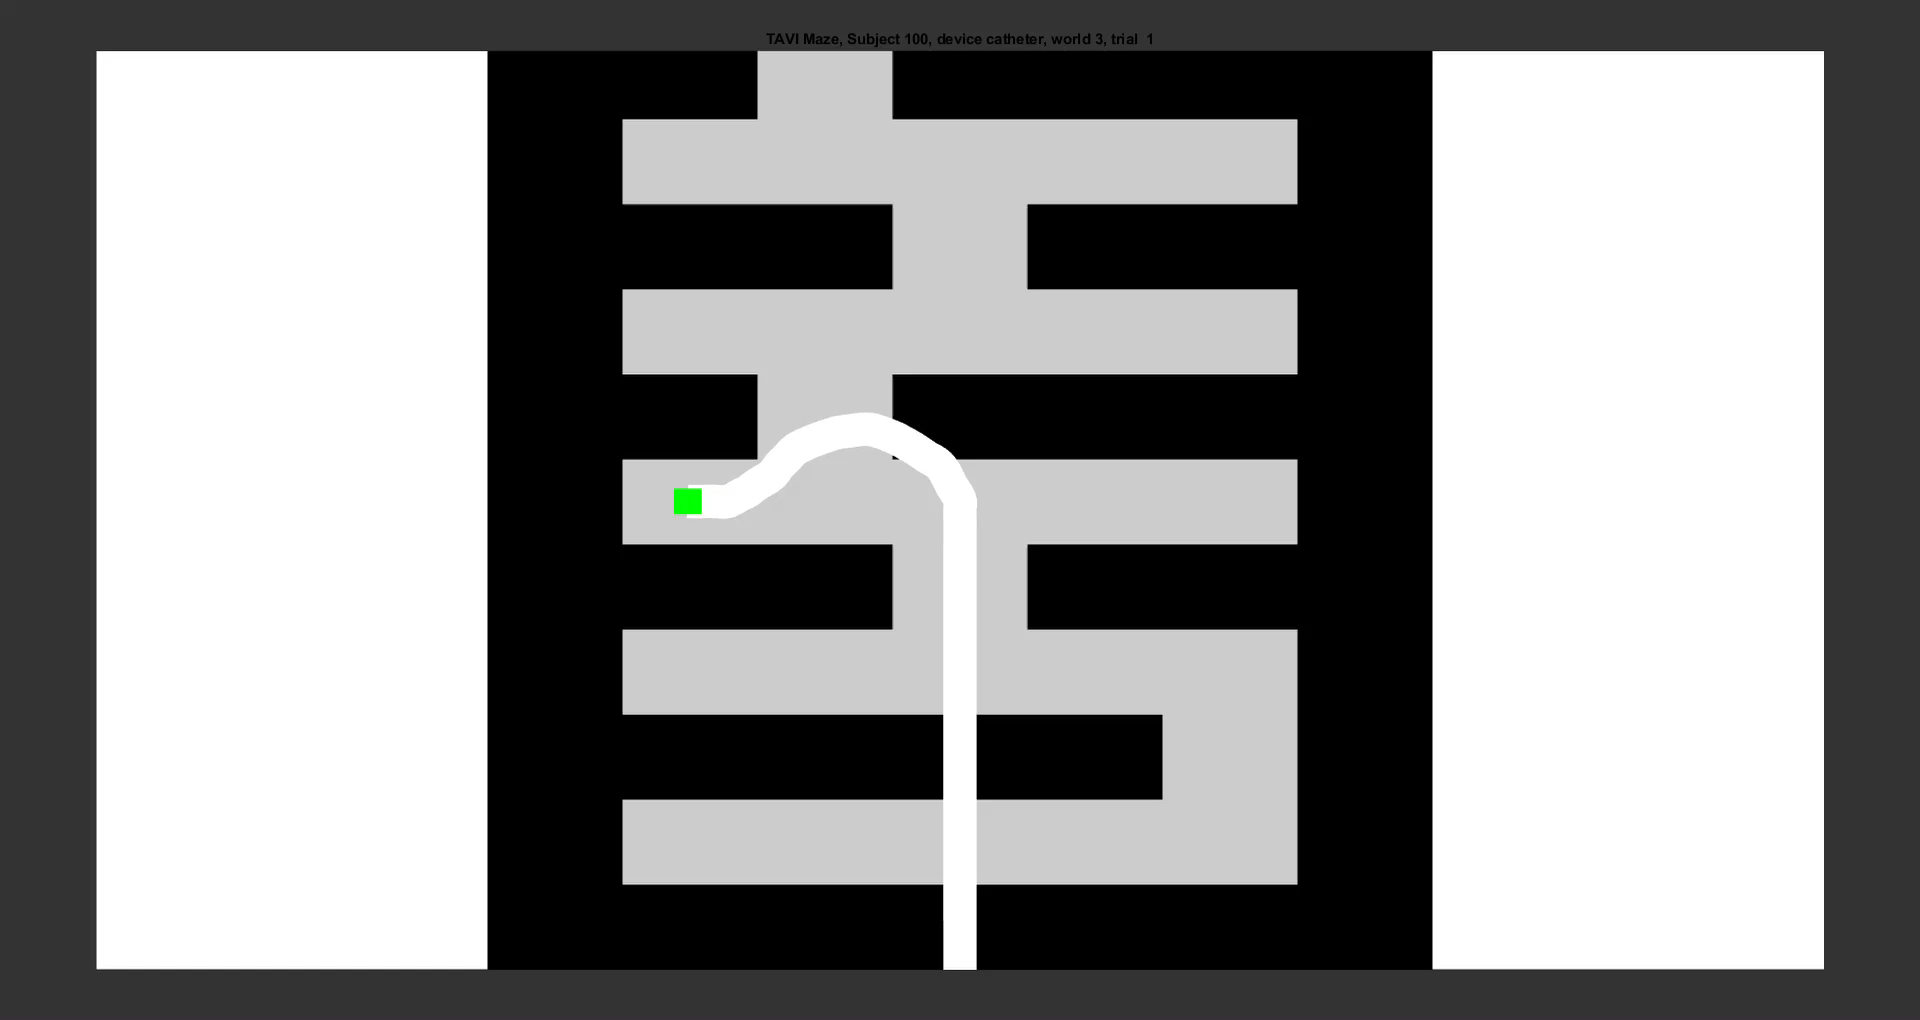 TAVI Maze, Subject 100, device catheter, world 3, trial  1